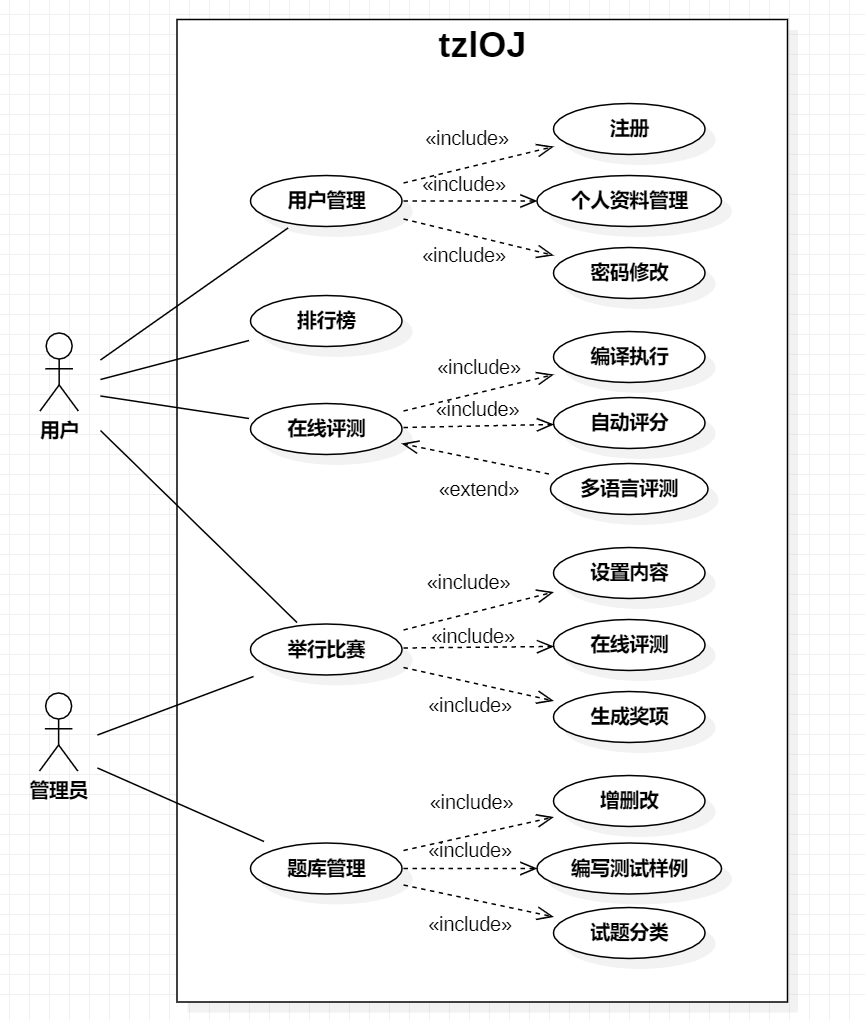 tzlOJ
«include»
注册
«include»
用户管理
个人资料管理
«include»
密码修改
排行榜
«include»
编译执行
用户
«include»
在线评测
自动评分
«extend»
多语言评测
«include»
设置内容
«include»
举行比赛
在线评测
«include»
生成奖项
管理员
«include»
增删改
«include»
题库管理
编写测试样例
«include»
试题分类